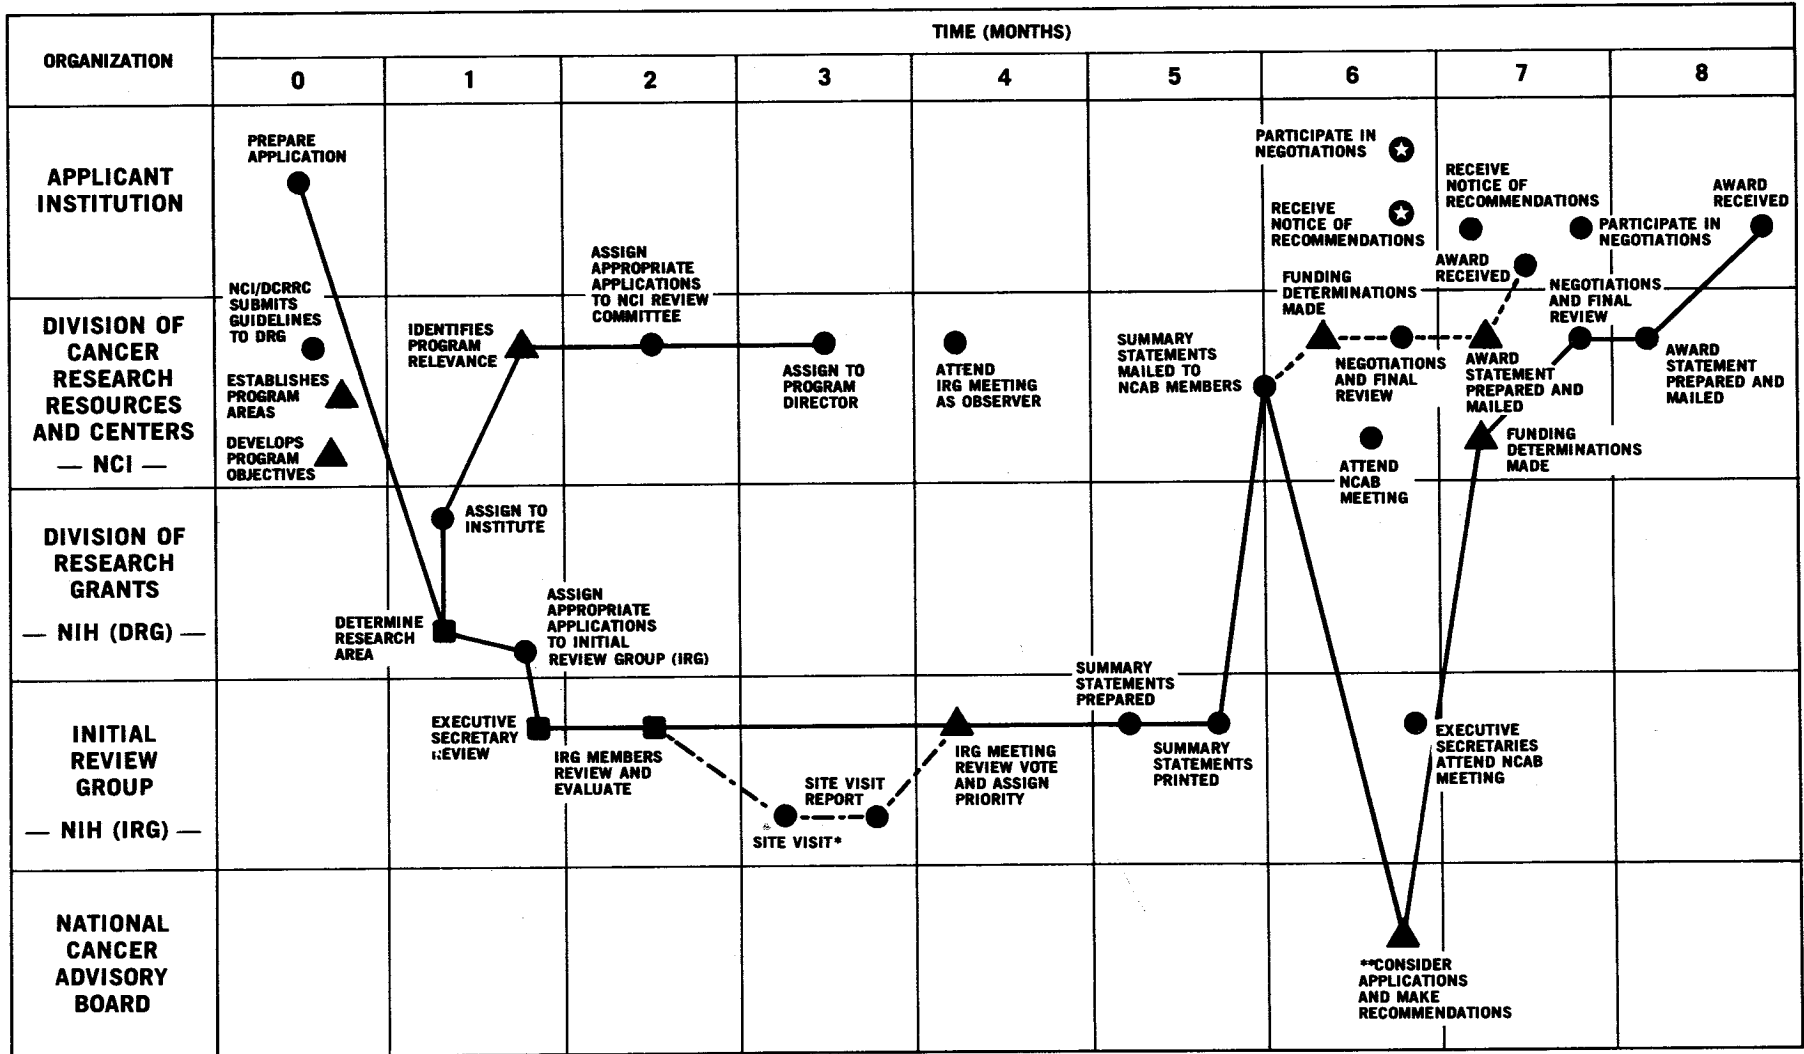 ORGANIZATION
TIME (MONTHS)
0 1 2 3 4 5 6 7 8
APPLICANT
INSTITUTION
PREPARE
APPLICATION
PARTICIPATE IN
NEGOTIATIONS
RECEIVE
NOTICE OF
RECOMMENDATIONS
RECEIVE
NOTICE OF
RECOMMENDATIONS
PARTICIPATE IN
NEGOTIATIONS
AWARD
RECEIVED
AWARD
RECEIVED
DIVISION OF
CANCER
RESEARCH
RESOURCES
AND CENTERS
— NCI —
NCI/DCRRC
SUBMITS
GUIDELINES
TO DRG
ESTABLISHES
PROGRAM
AREAS
DEVELOPS
PROGRAM
OBJECTIVES
IDENTIFIES
PROGRAM
RELEVANCE
ASSIGN
APPROPRIATE
APPLICATIONS
TO NCI REVIEW
COMMITTEE
ASSIGN TO
PROGRAM
DIRECTOR
ATTEND
IRG MEETING
AS OBSERVER
SUMMARY
STATEMENTS
MAILED TO
NCAB MEMBERS
FUNDING
DETERMINATIONS
MADE
NEGOTIATIONS
AND FINAL
REVIEW
ATTEND
NCAB
MEETING
AWARD
STATEMENT
PREPARED AND
MAILED
FUNDING
DETERMINATIONS
MADE
NEGOTIATIONS
AND FINAL
REVIEW
AWARD
STATEMENT
PREPARED AND
MAILED
DIVISION OF
RESEARCH
GRANTS
— NIH (DRG) —
ASSIGN TO
INSTITUTE
DETERMINE
RESEARCH
AREA
ASSIGN
APPROPRIATE
APPLICATIONS
TO INITIAL
REVIEW GROUP (IRG)
INITIAL
REVIEW
GROUP
— NIH (IRG) —
EXECUTIVE
SECRETARY
REVIEW
IRG MEMBERS
REVIEW AND
EVALUATE
SITE VISIT*
SITE VISIT
REPORT
IRG MEETING
REVIEW VOTE
AND ASSIGN
PRIORITY
SUMMARY
STATEMENTS
PREPARED
SUMMARY
STATEMENTS
PRINTED
EXECUTIVE
SECRETARIES
ATTEND NCAB
MEETING
NATIONAL
CANCER
ADVISORY
BOARD
**CONSIDER
APPLICATIONS
AND MAKE
RECOMMENDATIONS